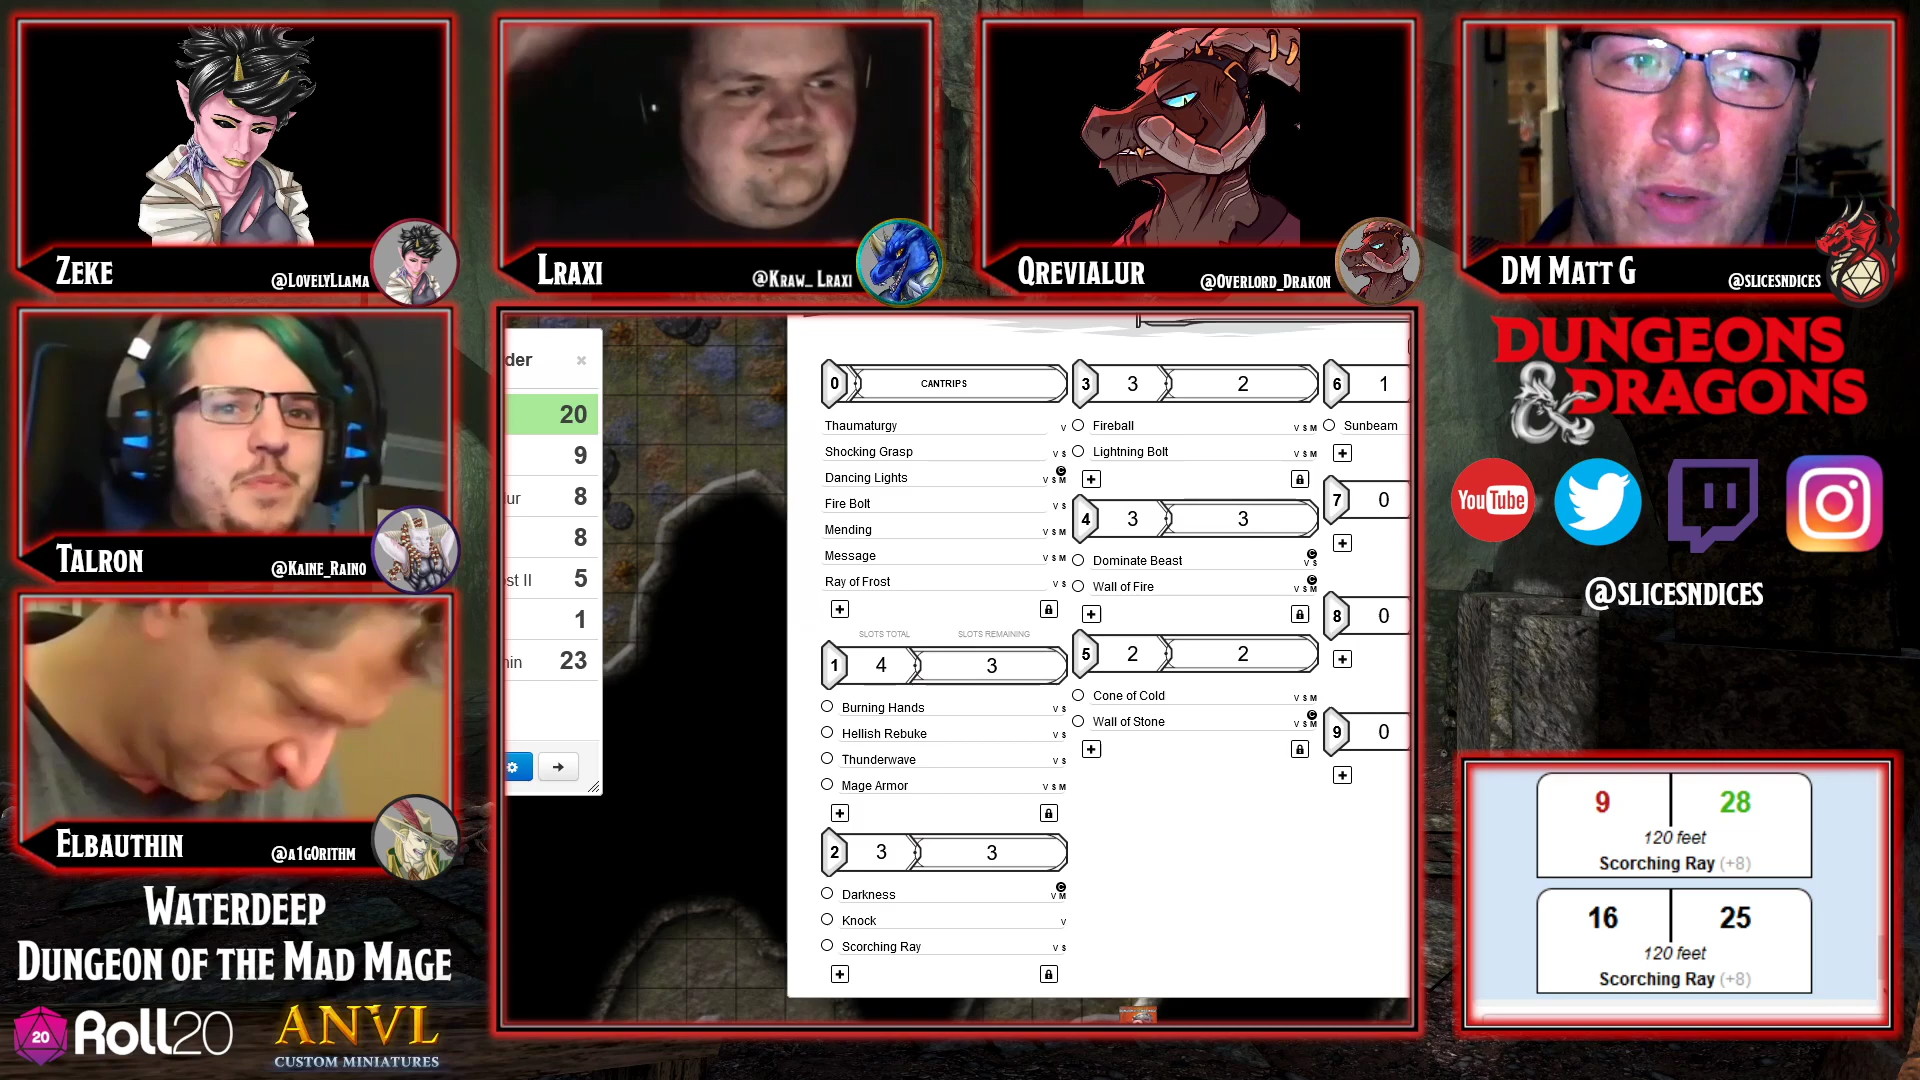 ZEKE
@LOVELYLLAMA
LRAXI
@KRAW_LRAXI
QREVIALUR
@OVERLORD_DRAKON
DM MATT G
@SLICESNDICES
TALRON
@KAINE_RAINO
ELBAUTHIN
@A1G0RITHM
WATERDEEP
DUNGEON OF THE MAD MAGE
20
Roll20
ANVL
CUSTOM MINIATURES
der ×
20
9
ur 8
8
st II 5
1
hin 23
0 CANTRIPS
Thaumaturgy V
Shocking Grasp V S
Dancing Lights C V S M
Fire Bolt V S
Mending V S M
Message V S M
Ray of Frost V S
+
SLOTS TOTAL SLOTS REMAINING
1 4 3
Burning Hands V S
Hellish Rebuke V S
Thunderwave V S
Mage Armor V S M
+
2 3 3
Darkness C V M
Knock V
Scorching Ray V S
+
3 3 2
Fireball V S M
Lightning Bolt V S M
+
4 3 3
Dominate Beast C V S
Wall of Fire C V S M
+
5 2 2
Cone of Cold V S M
Wall of Stone C V S M
+
6 1
Sunbeam
+
7 0
+
8 0
+
9 0
+
DUNGEONS
& DRAGONS
YouTube
@SLICESNDICES
9 28
120 feet
Scorching Ray (+8)
16 25
120 feet
Scorching Ray (+8)